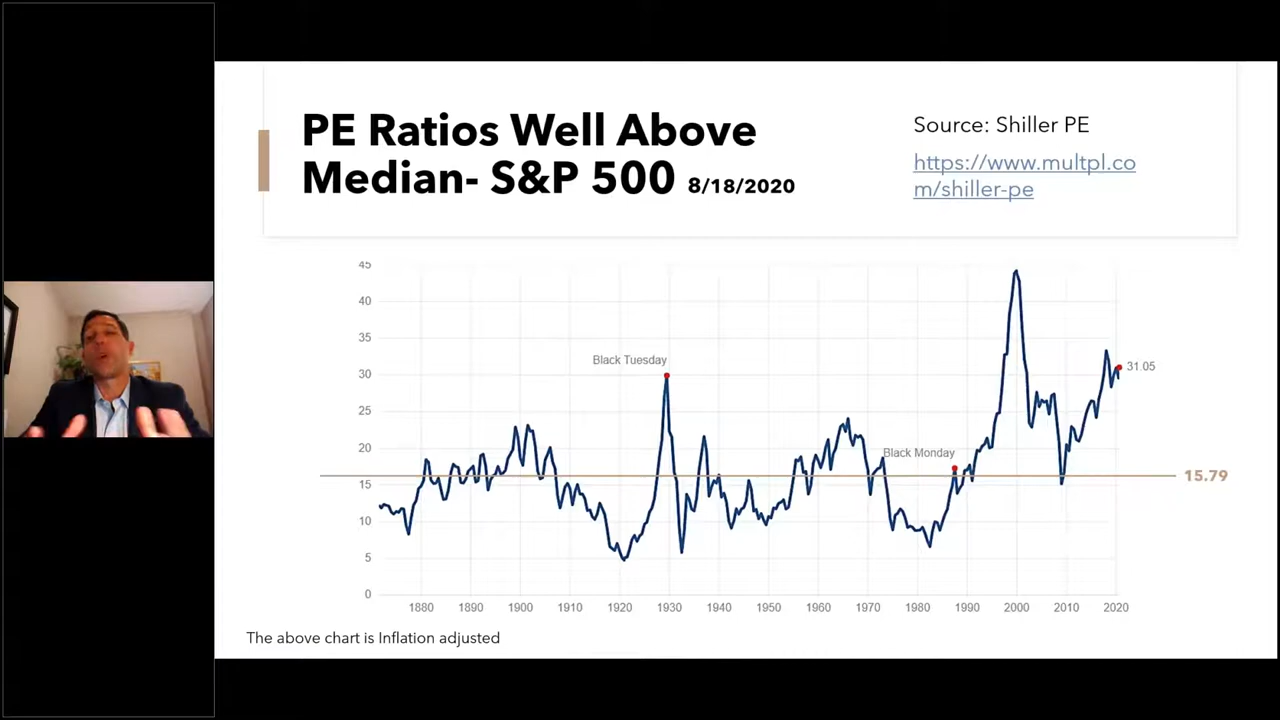 PE Ratios Well Above
Median- S&P 500 8/18/2020
Source: Shiller PE
https://www.multpl.co
m/shiller-pe
45
40
35
30
25
20
15
10
5
0
Black Tuesday
Black Monday
31.05
15.79
1880 1890 1900 1910 1920 1930 1940 1950 1960 1970 1980 1990 2000 2010 2020
The above chart is Inflation adjusted